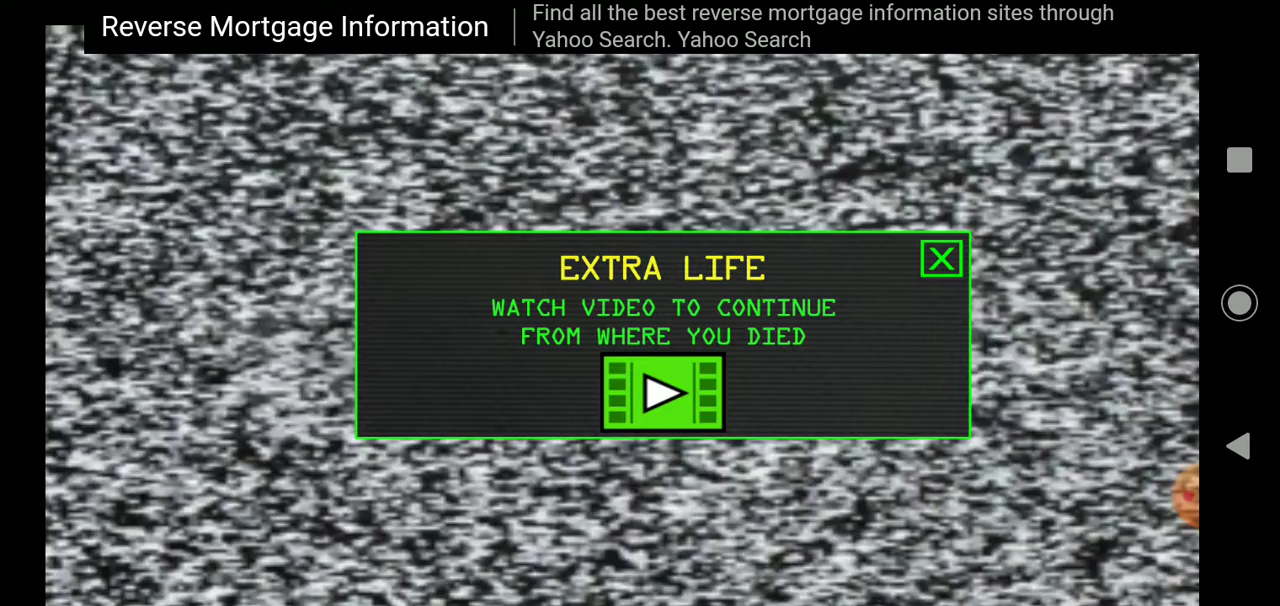 Reverse Mortgage Information
Find all the best reverse mortgage information sites through
Yahoo Search. Yahoo Search
EXTRA LIFE
WATCH VIDEO TO CONTINUE
FROM WHERE YOU DIED